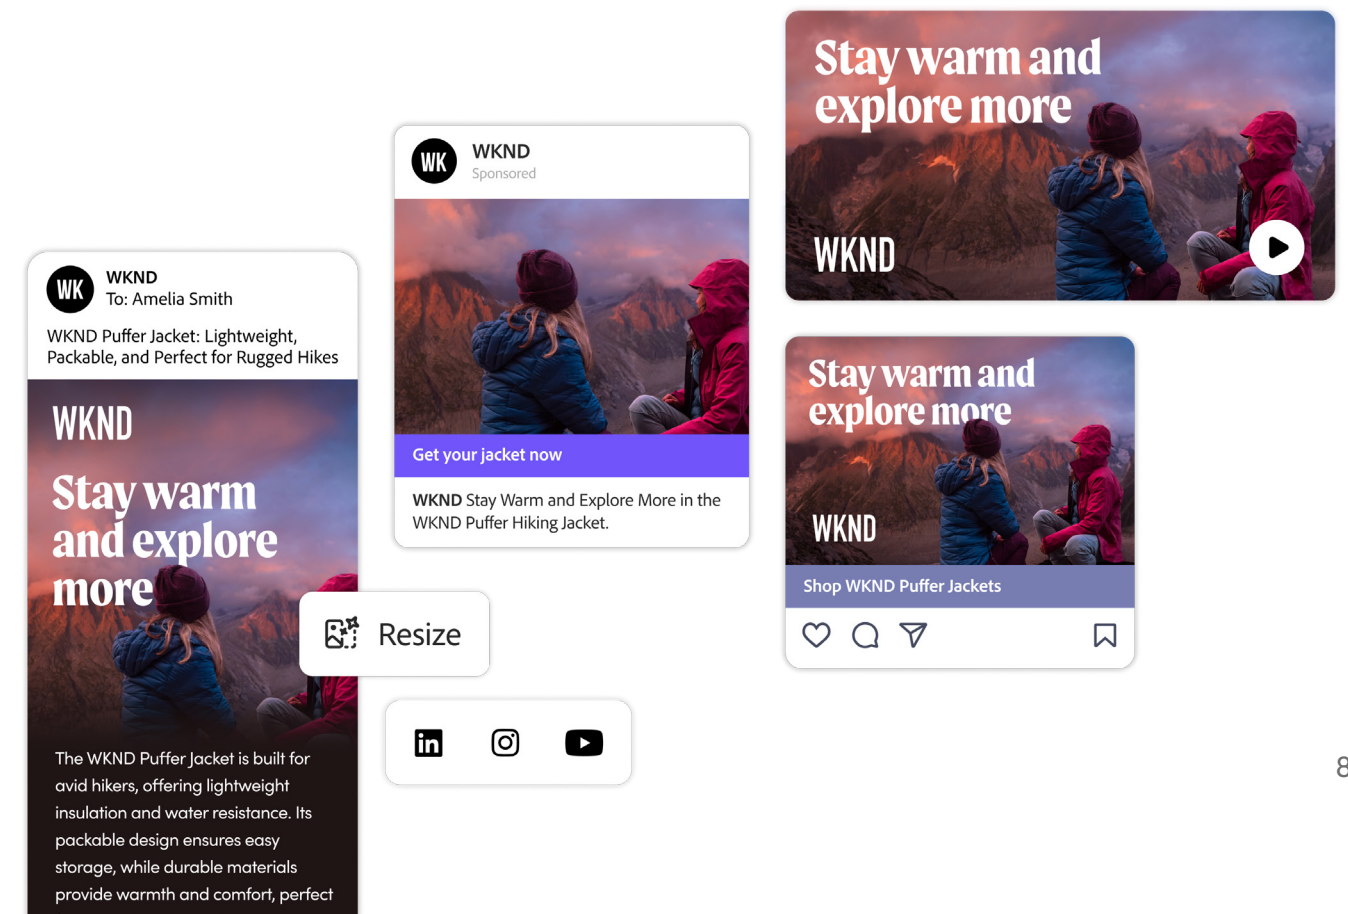 WK
WKND
To: Amelia Smith
WKND Puffer Jacket: Lightweight,
Packable, and Perfect for Rugged Hikes
WKND
Stay warm
and explore
more
The WKND Puffer Jacket is built for
avid hikers, offering lightweight
insulation and water resistance. Its
packable design ensures easy
storage, while durable materials
provide warmth and comfort, perfect
Resize
in
WK
WKND
Sponsored
Get your jacket now
WKND Stay Warm and Explore More in the
WKND Puffer Hiking Jacket.
Stay warm and
explore more
WKND
Stay warm and
explore more
WKND
Shop WKND Puffer Jackets
8